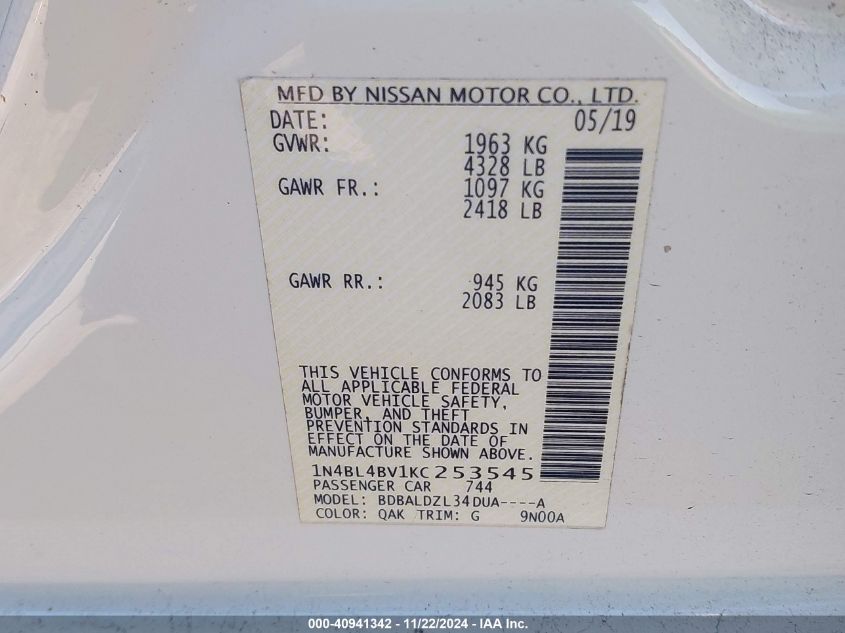 MFD BY NISSAN MOTOR CO., LTD.
DATE: 05/19
GVWR: 1963 KG
4328 LB
GAWR FR.: 1097 KG
2418 LB
GAWR RR.: 945 KG
2083 LB
THIS VEHICLE CONFORMS TO
ALL APPLICABLE FEDERAL
MOTOR VEHICLE SAFETY,
BUMPER, AND THEFT
PREVENTION STANDARDS IN
EFFECT ON THE DATE OF
MANUFACTURE SHOWN ABOVE.
1N4BL4BV1KC253545
PASSENGER CAR 744
MODEL: BDBALDZL34DUA----A
COLOR: QAK TRIM: G 9N00A
000-40941342 - 11/22/2024 - IAA Inc.